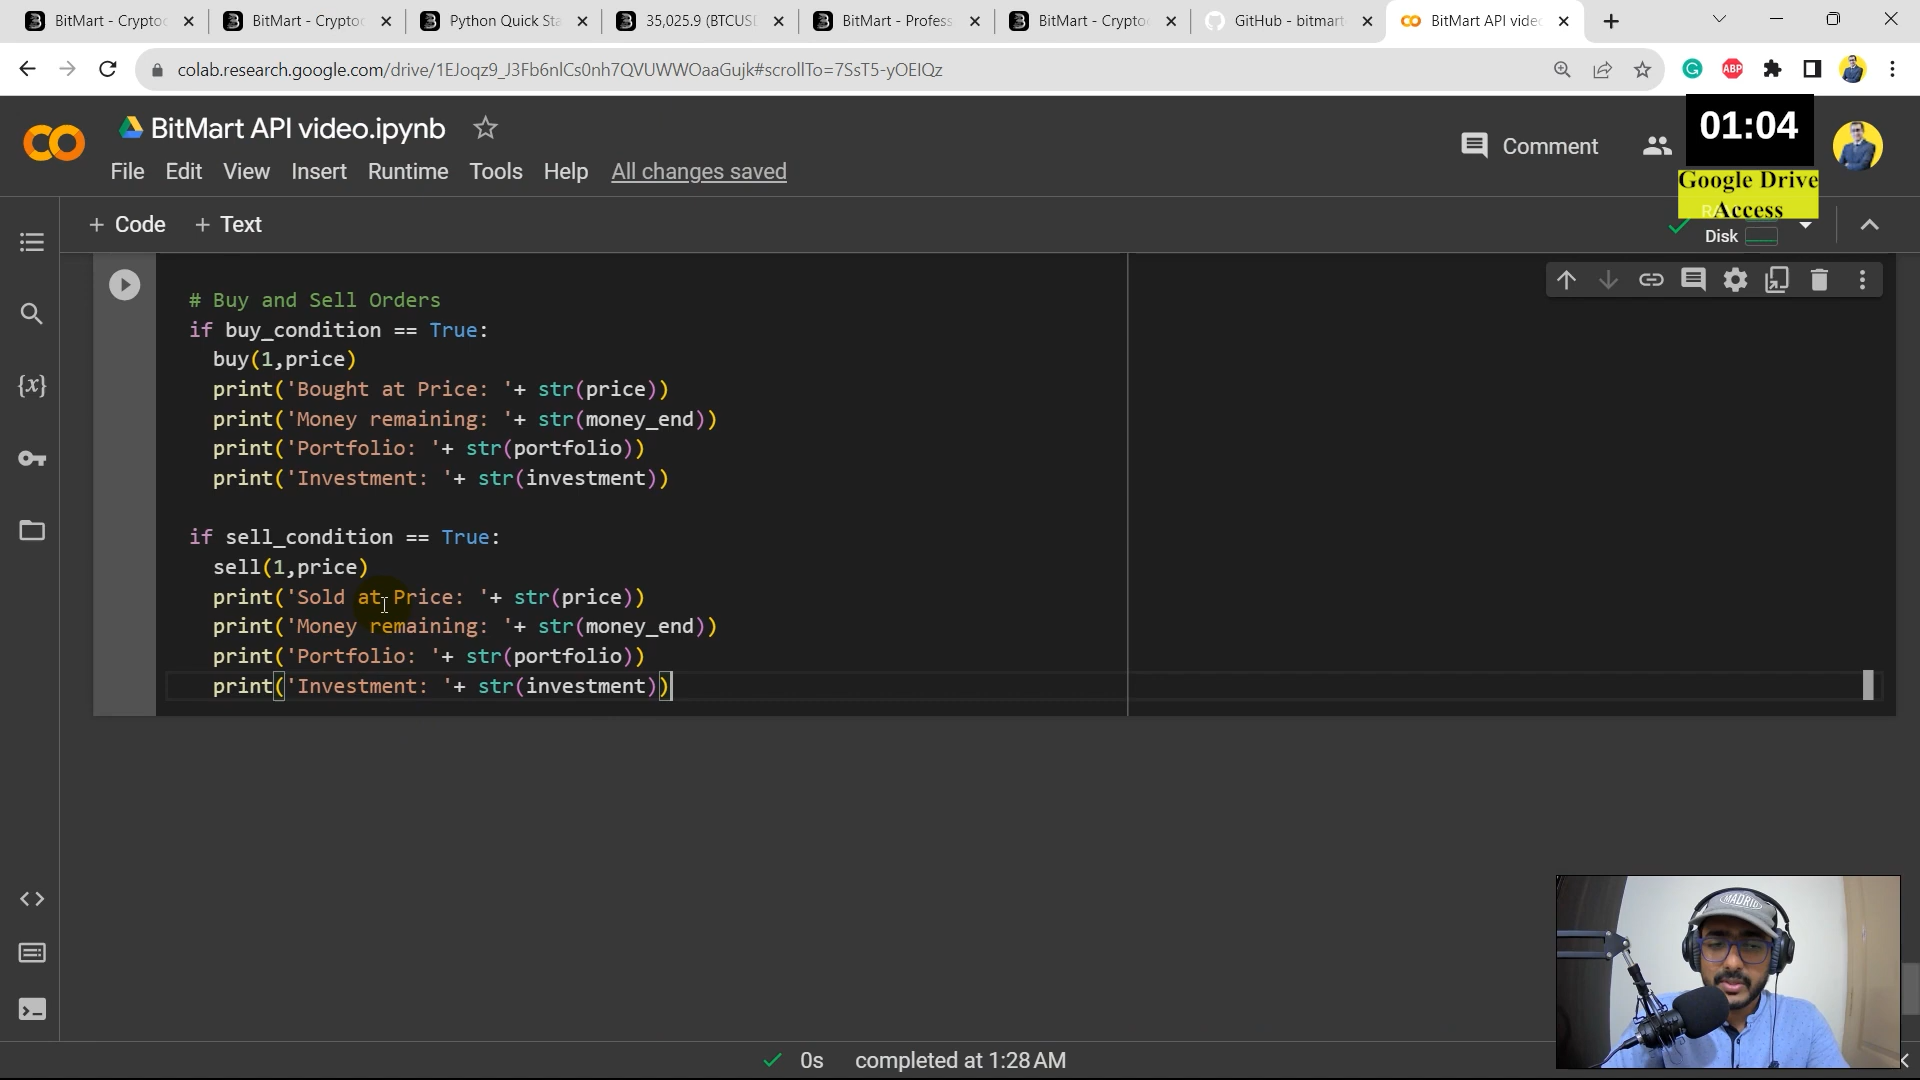 BitMart - Cryptoc
BitMart - Cryptoc
Python Quick Sta
35,025.9 (BTCUSD
BitMart - Profess
BitMart - Crypto
GitHub - bitmart
BitMart API vide
colab.research.google.com/drive/1EJoqz9_J3Fb6nlCs0nh7QVUWWOaaGujk#scrollTo=7SsT5-yOEIQz
ABP
BitMart API video.ipynb
Comment
01:04
File Edit View Insert Runtime Tools Help All changes saved
Google Drive
Access
+ Code + Text
Disk
# Buy and Sell Orders
if buy_condition == True:
buy(1,price)
print('Bought at Price: '+ str(price))
print('Money remaining: '+ str(money_end))
print('Portfolio: '+ str(portfolio))
print('Investment: '+ str(investment))
if sell_condition == True:
sell(1,price)
print('Sold at Price: '+ str(price))
print('Money remaining: '+ str(money_end))
print('Portfolio: '+ str(portfolio))
print('Investment: '+ str(investment))
MADRID
0s completed at 1:28 AM